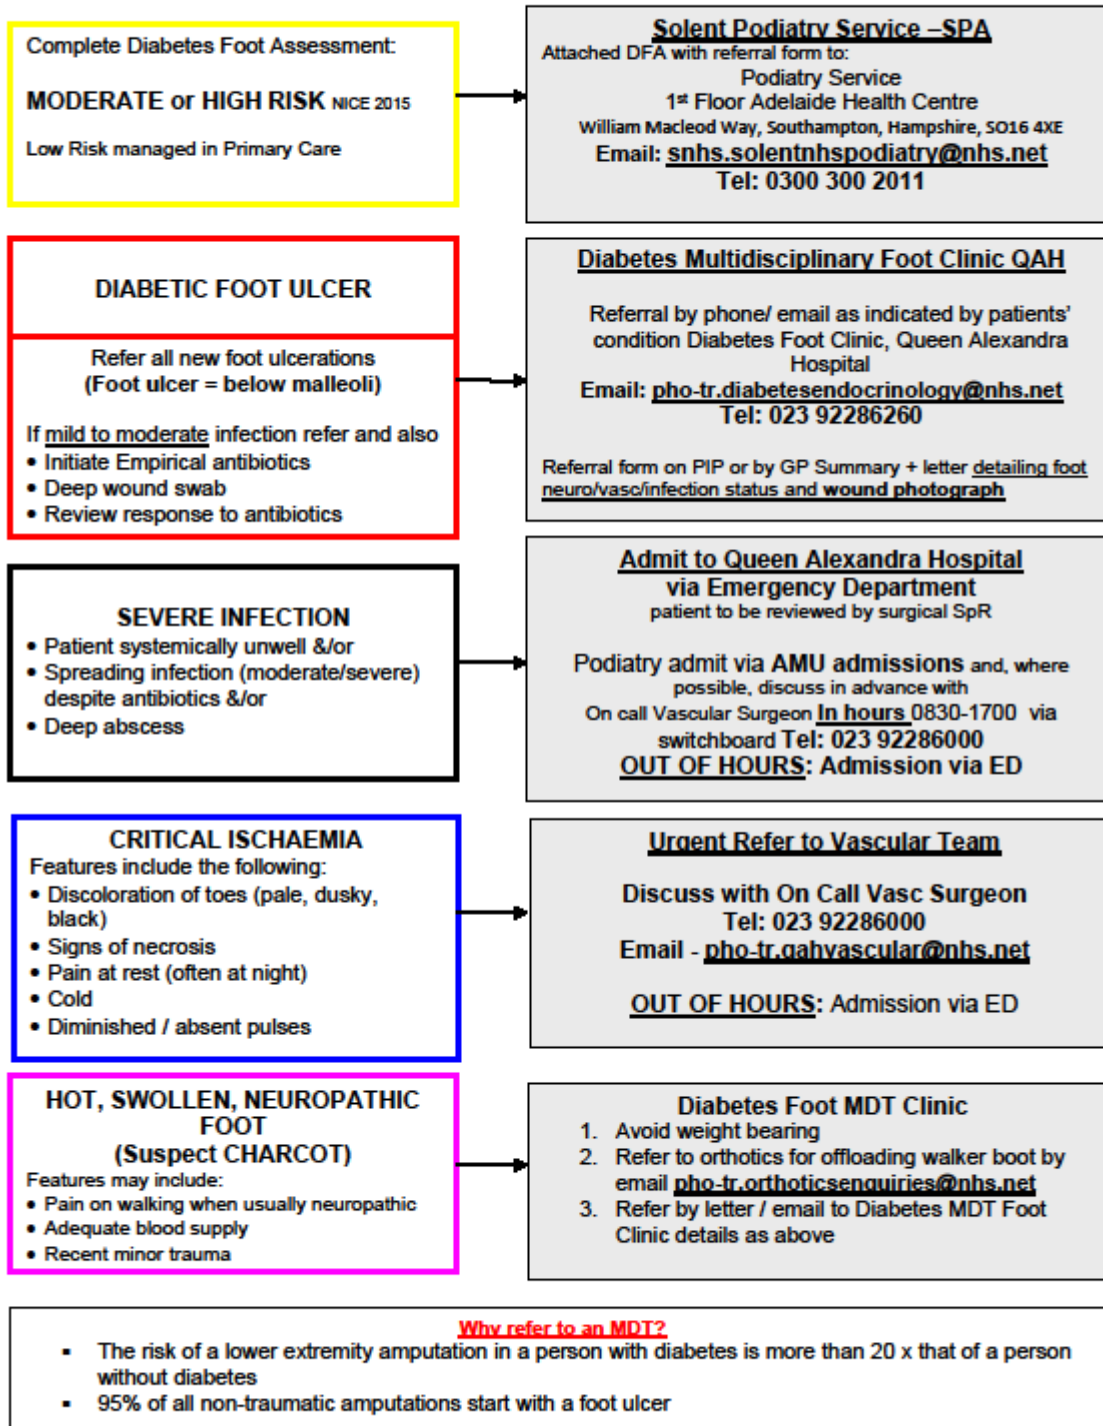 Complete Diabetes Foot Assessment:
MODERATE or HIGH RISK NICE 2015
Low Risk managed in Primary Care
Solent Podiatry Service –SPA
Attached DFA with referral form to:
Podiatry Service
1st Floor Adelaide Health Centre
William Macleod Way, Southampton, Hampshire, SO16 4XE
Email: snhs.solentnhspodiatry@nhs.net
Tel: 0300 300 2011
DIABETIC FOOT ULCER
Refer all new foot ulcerations
(Foot ulcer = below malleoli)
If mild to moderate infection refer and also
• Initiate Empirical antibiotics
• Deep wound swab
• Review response to antibiotics
Diabetes Multidisciplinary Foot Clinic QAH
Referral by phone/ email as indicated by patients'
condition Diabetes Foot Clinic, Queen Alexandra
Hospital
Email: pho-tr.diabetesendocrinology@nhs.net
Tel: 023 92286260
Referral form on PIP or by GP Summary + letter detailing foot
neuro/vasc/infection status and wound photograph
SEVERE INFECTION
• Patient systemically unwell &/or
• Spreading infection (moderate/severe)
despite antibiotics &/or
• Deep abscess
Admit to Queen Alexandra Hospital
via Emergency Department
patient to be reviewed by surgical SpR
Podiatry admit via AMU admissions and, where
possible, discuss in advance with
On call Vascular Surgeon In hours 0830-1700 via
switchboard Tel: 023 92286000
OUT OF HOURS: Admission via ED
CRITICAL ISCHAEMIA
Features include the following:
• Discoloration of toes (pale, dusky,
black)
• Signs of necrosis
• Pain at rest (often at night)
• Cold
• Diminished / absent pulses
Urgent Refer to Vascular Team
Discuss with On Call Vasc Surgeon
Tel: 023 92286000
Email - pho-tr.qahvascular@nhs.net
OUT OF HOURS: Admission via ED
HOT, SWOLLEN, NEUROPATHIC
FOOT
(Suspect CHARCOT)
Features may include:
• Pain on walking when usually neuropathic
• Adequate blood supply
• Recent minor trauma
Diabetes Foot MDT Clinic
1. Avoid weight bearing
2. Refer to orthotics for offloading walker boot by
email pho-tr.orthoticsenquiries@nhs.net
3. Refer by letter / email to Diabetes MDT Foot
Clinic details as above
Why refer to an MDT?
▪ The risk of a lower extremity amputation in a person with diabetes is more than 20 x that of a person
without diabetes
▪ 95% of all non-traumatic amputations start with a foot ulcer